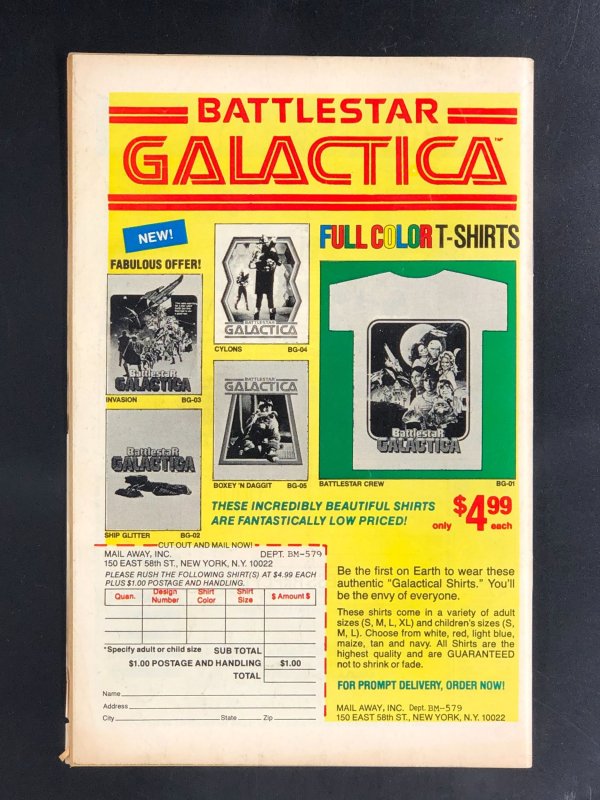 BATTLESTAR
GALACTICA™
NEW!
FABULOUS OFFER!
FULL COLOR T-SHIRTS
BATTLESTAR
GALACTICA
CYLONS BG-04
BattlestaR
GALACTICA
INVASION BG-03
BATTLESTAR
GALACTICA
BOXEY 'N DAGGIT BG-05
BattlestaR
GALACTICA
SHIP GLITTER BG-02
BattlestaR
GALACTICA
BATTLESTAR CREW BG-01
THESE INCREDIBLY BEAUTIFUL SHIRTS
ARE FANTASTICALLY LOW PRICED!
only $4.99 each
CUT OUT AND MAIL NOW!
MAIL AWAY, INC. DEPT. BM-579
150 EAST 58th ST., NEW YORK, N.Y. 10022
PLEASE RUSH THE FOLLOWING SHIRT(S) AT $4.99 EACH
PLUS $1.00 POSTAGE AND HANDLING.
Quan. Design Number Shirt Color Shirt Size $ Amount $
*Specify adult or child size SUB TOTAL
$1.00 POSTAGE AND HANDLING $1.00
TOTAL
Name
Address
City State Zip
Be the first on Earth to wear these
authentic "Galactical Shirts." You'll
be the envy of everyone.
These shirts come in a variety of adult
sizes (S, M, L, XL) and children's sizes (S,
M, L). Choose from white, red, light blue,
maize, tan and navy. All Shirts are the
highest quality and are GUARANTEED
not to shrink or fade.
FOR PROMPT DELIVERY, ORDER NOW!
MAIL AWAY, INC. Dept. BM-579
150 EAST 58th ST., NEW YORK, N.Y. 10022